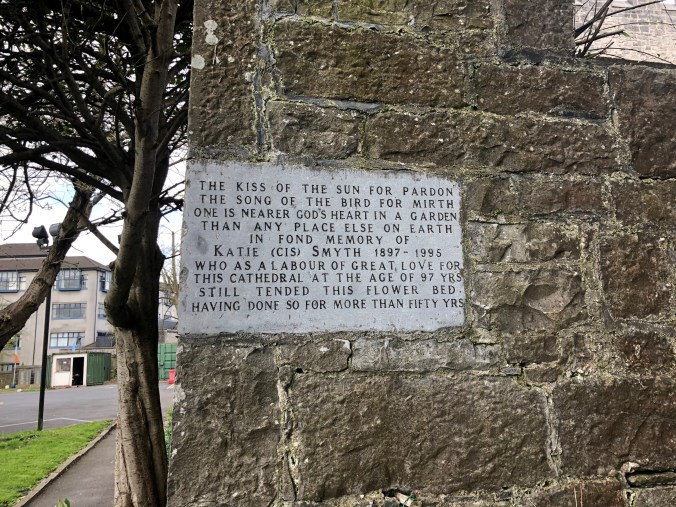 THE KISS OF THE SUN FOR PARDON
THE SONG OF THE BIRD FOR MIRTH
ONE IS NEARER GOD'S HEART IN A GARDEN
THAN ANY PLACE ELSE ON EARTH
IN FOND MEMORY OF
KATIE (CIS) SMYTH 1897-1995
WHO AS A LABOUR OF GREAT, LOVE FOR
THIS CATHEDRAL AT THE AGE OF 97 YRS
STILL TENDED THIS FLOWER BED.
HAVING DONE SO FOR MORE THAN FIFTY YRS